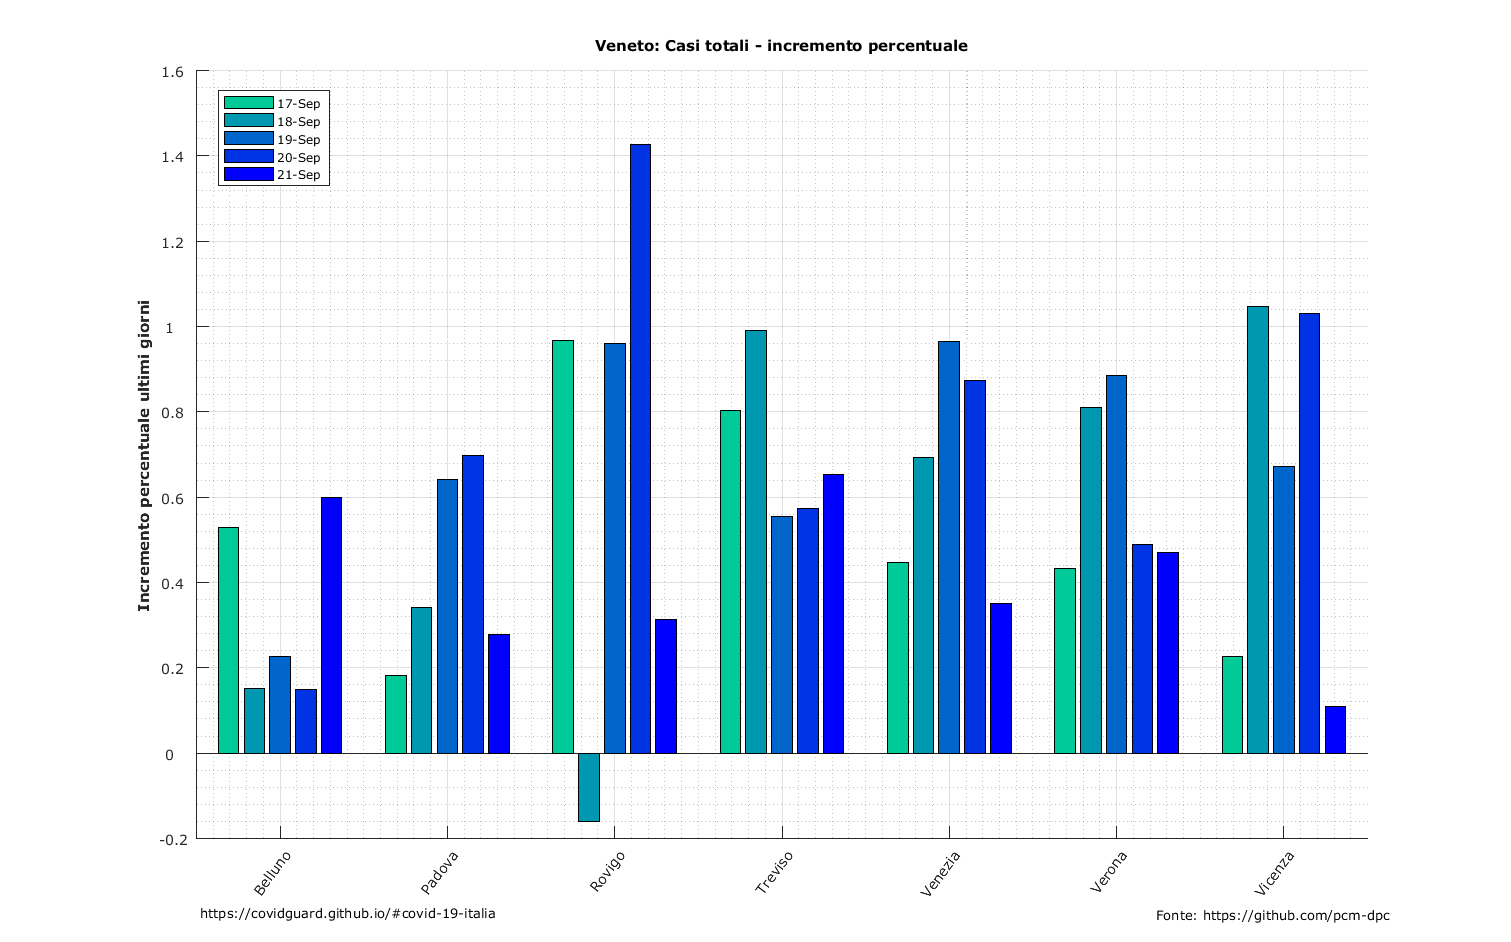 Veneto: Casi totali - incremento percentuale
Incremento percentuale ultimi giorni
1.6
1.4
1.2
1
0.8
0.6
0.4
0.2
0
-0.2
17-Sep
18-Sep
19-Sep
20-Sep
21-Sep
Belluno
Padova
Rovigo
Treviso
Venezia
Verona
Vicenza
https://covidguard.github.io/#covid-19-italia
Fonte: https://github.com/pcm-dpc